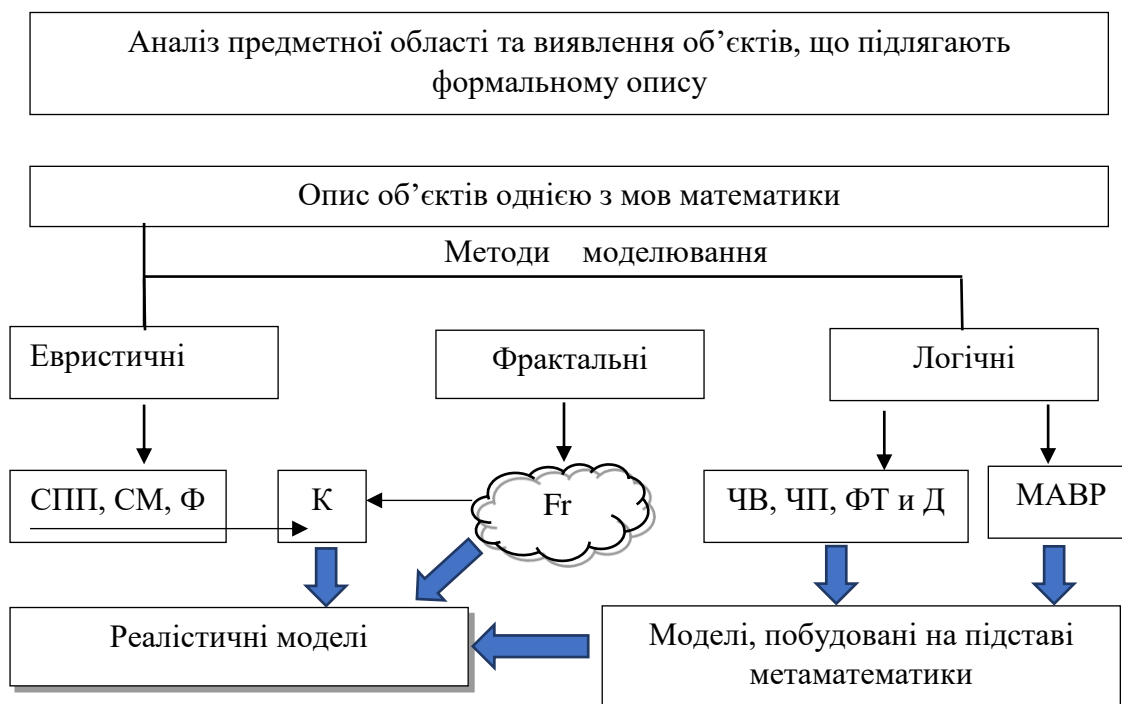 Аналіз предметної області та виявлення об’єктів, що підлягають
формальному опису
Опис об’єктів однією з мов математики
Методи моделювання
Евристичні
Фрактальні
Логічні
СПП, СМ, Ф
К
Fr
ЧВ, ЧП, ФТ и Д
МАВР
Реалістичні моделі
Моделі, побудовані на підставі
метаматематики